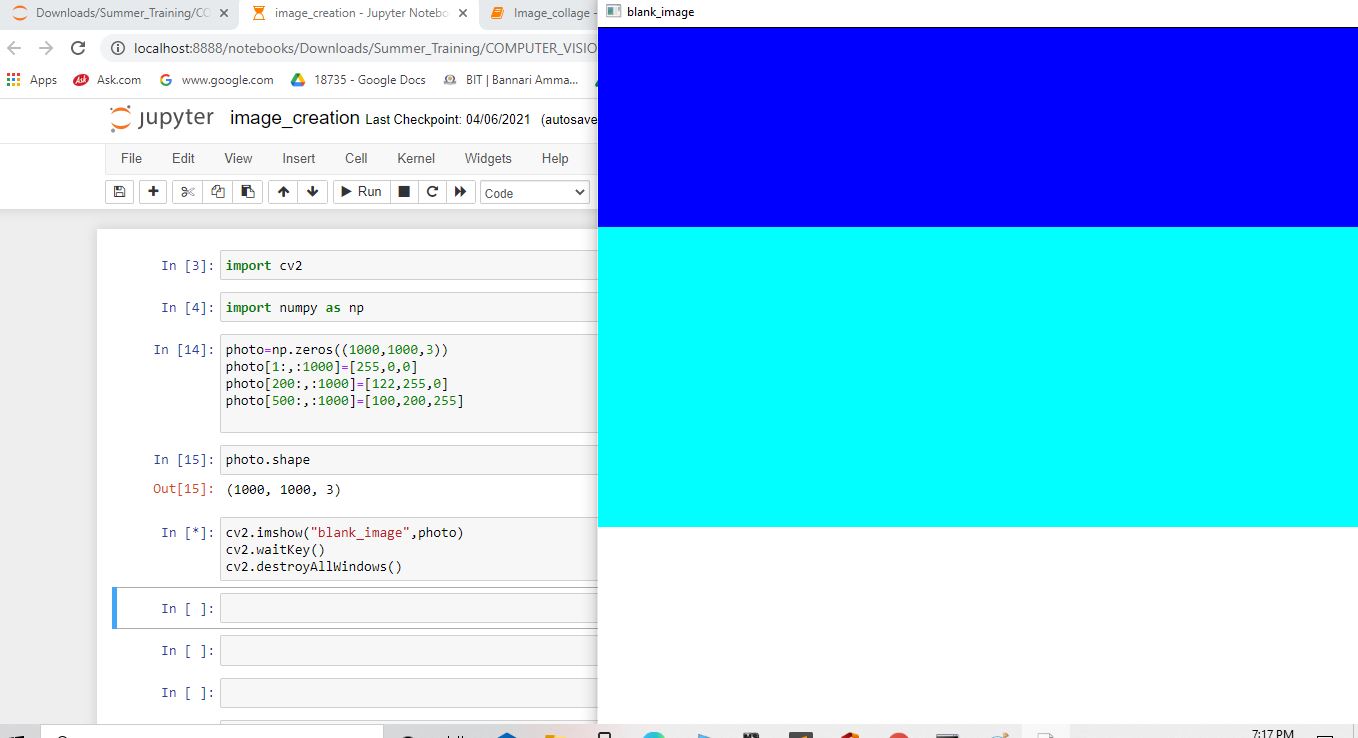 Downloads/Summer_Training/CO
image_creation - Jupyter Notebo
Image_collage -
blank_image
localhost:8888/notebooks/Downloads/Summer_Training/COMPUTER_VISIO
Apps
Ask.com
www.google.com
18735 - Google Docs
BIT | Bannari Amma...
jupyter image_creation Last Checkpoint: 04/06/2021 (autosave
File Edit View Insert Cell Kernel Widgets Help
Run
Code
In [3]: import cv2
In [4]: import numpy as np
In [14]: photo=np.zeros((1000,1000,3))
photo[1:,:1000]=[255,0,0]
photo[200:,:1000]=[122,255,0]
photo[500:,:1000]=[100,200,255]
In [15]: photo.shape
Out[15]: (1000, 1000, 3)
In [*]: cv2.imshow("blank_image",photo)
cv2.waitKey()
cv2.destroyAllWindows()
In [ ]:
In [ ]:
In [ ]:
7:17 PM